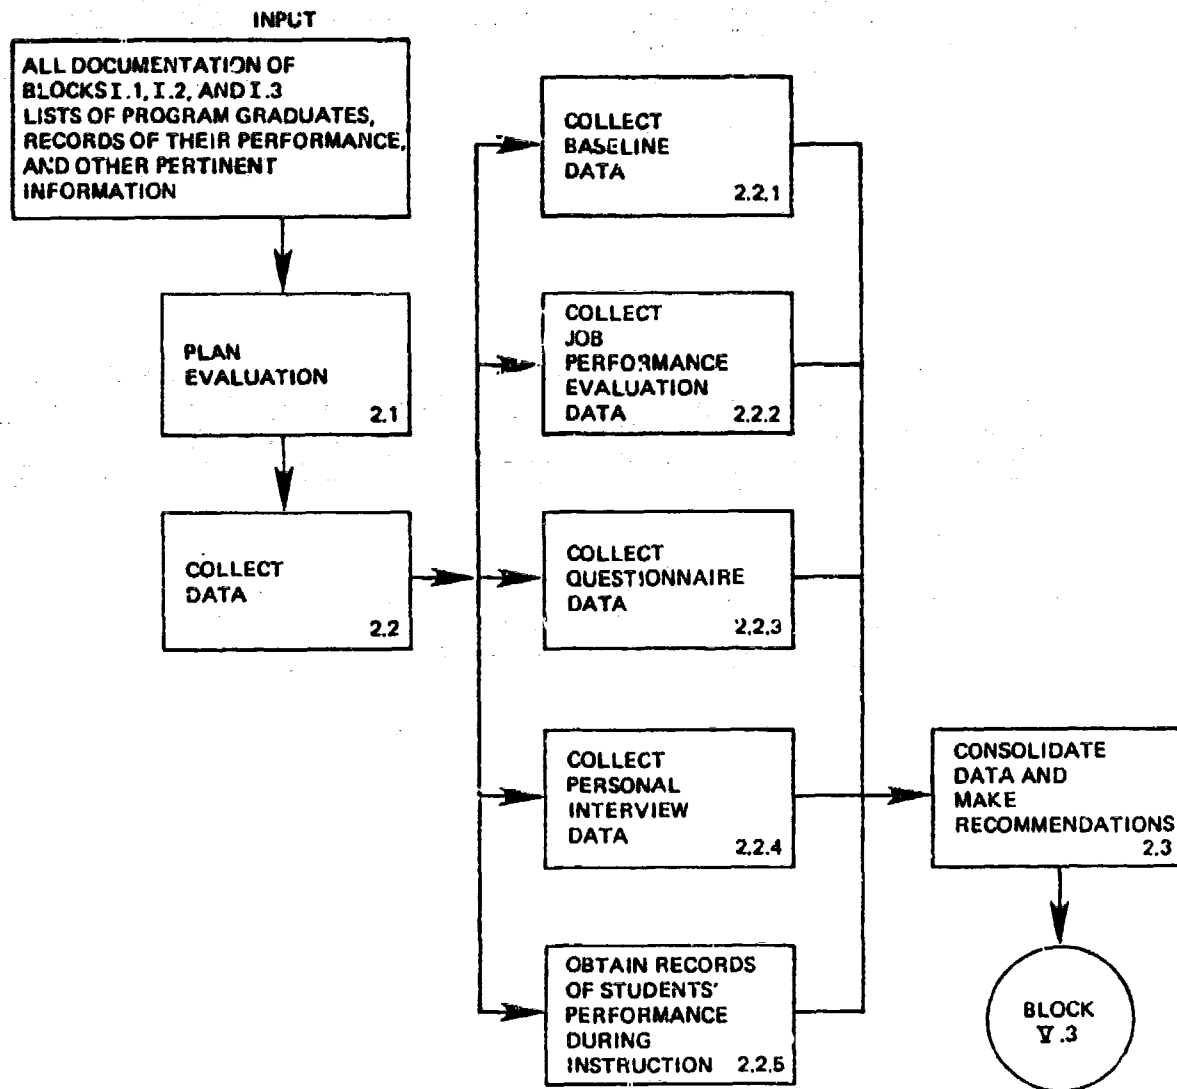 INPUT
ALL DOCUMENTATION OF
BLOCKS I.1, I.2, AND I.3
LISTS OF PROGRAM GRADUATES,
RECORDS OF THEIR PERFORMANCE,
AND OTHER PERTINENT
INFORMATION
PLAN
EVALUATION
2.1
COLLECT
DATA
2.2
COLLECT
BASELINE
DATA
2.2.1
COLLECT
JOB
PERFORMANCE
EVALUATION
DATA
2.2.2
COLLECT
QUESTIONNAIRE
DATA
2.2.3
COLLECT
PERSONAL
INTERVIEW
DATA
2.2.4
OBTAIN RECORDS
OF STUDENTS'
PERFORMANCE
DURING
INSTRUCTION
2.2.5
CONSOLIDATE
DATA AND
MAKE
RECOMMENDATIONS
2.3
BLOCK
V.3